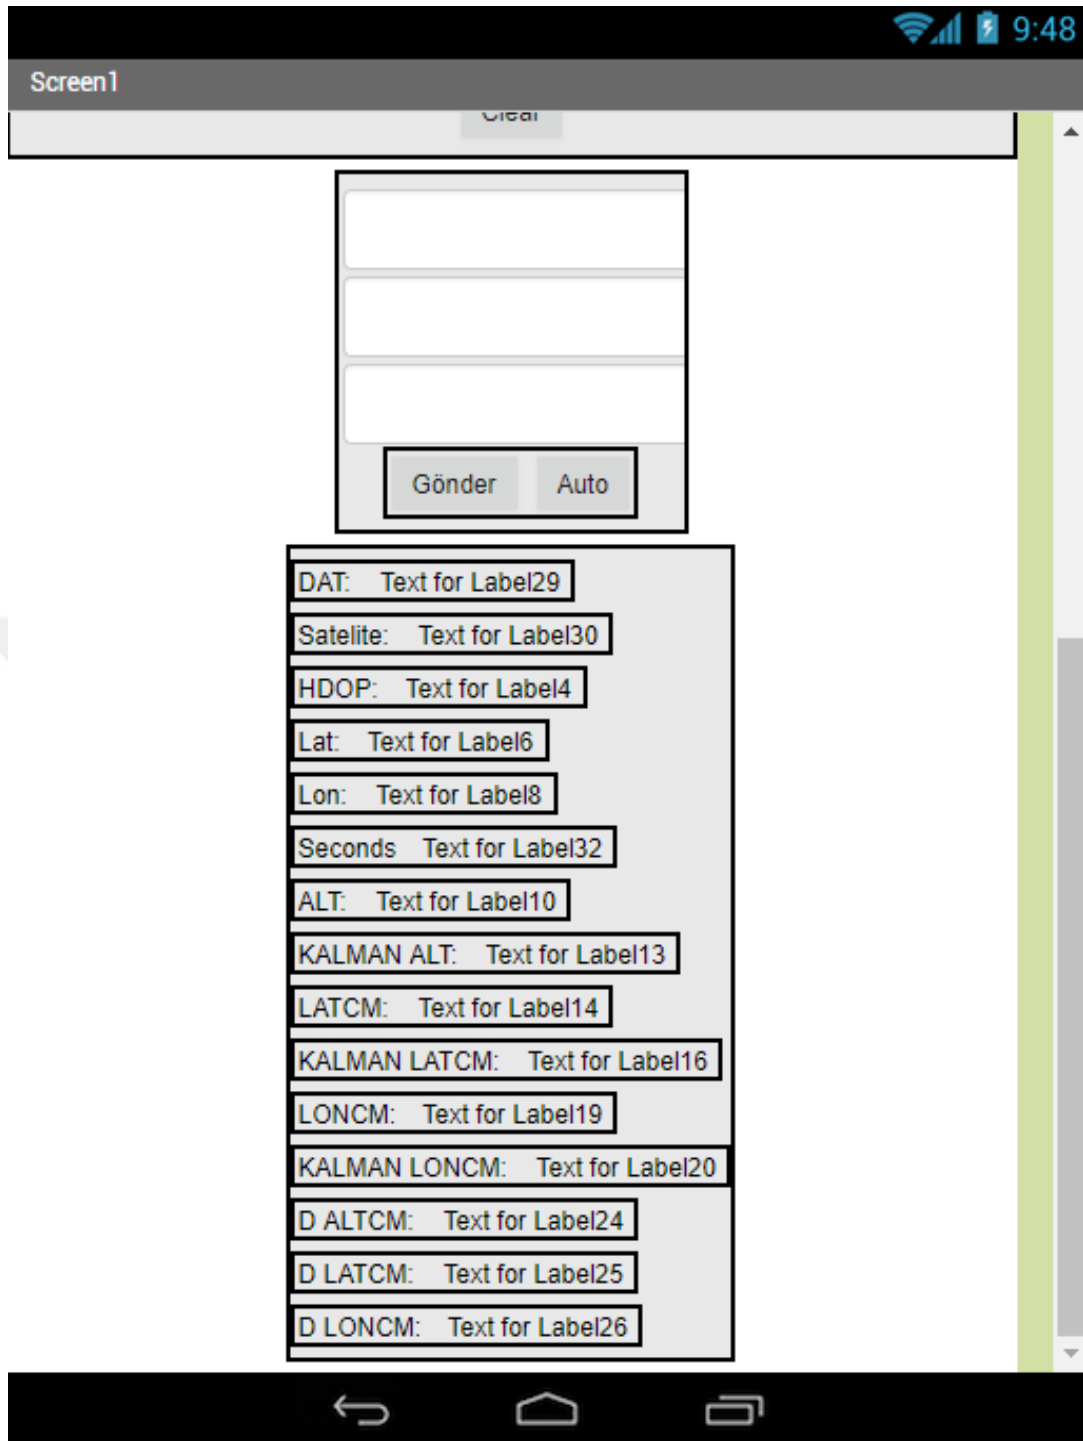 9:48
Screen1
Clear
Gönder Auto
DAT: Text for Label29
Satelite: Text for Label30
HDOP: Text for Label4
Lat: Text for Label6
Lon: Text for Label8
Seconds Text for Label32
ALT: Text for Label10
KALMAN ALT: Text for Label13
LATCM: Text for Label14
KALMAN LATCM: Text for Label16
LONCM: Text for Label19
KALMAN LONCM: Text for Label20
D ALTCM: Text for Label24
D LATCM: Text for Label25
D LONCM: Text for Label26